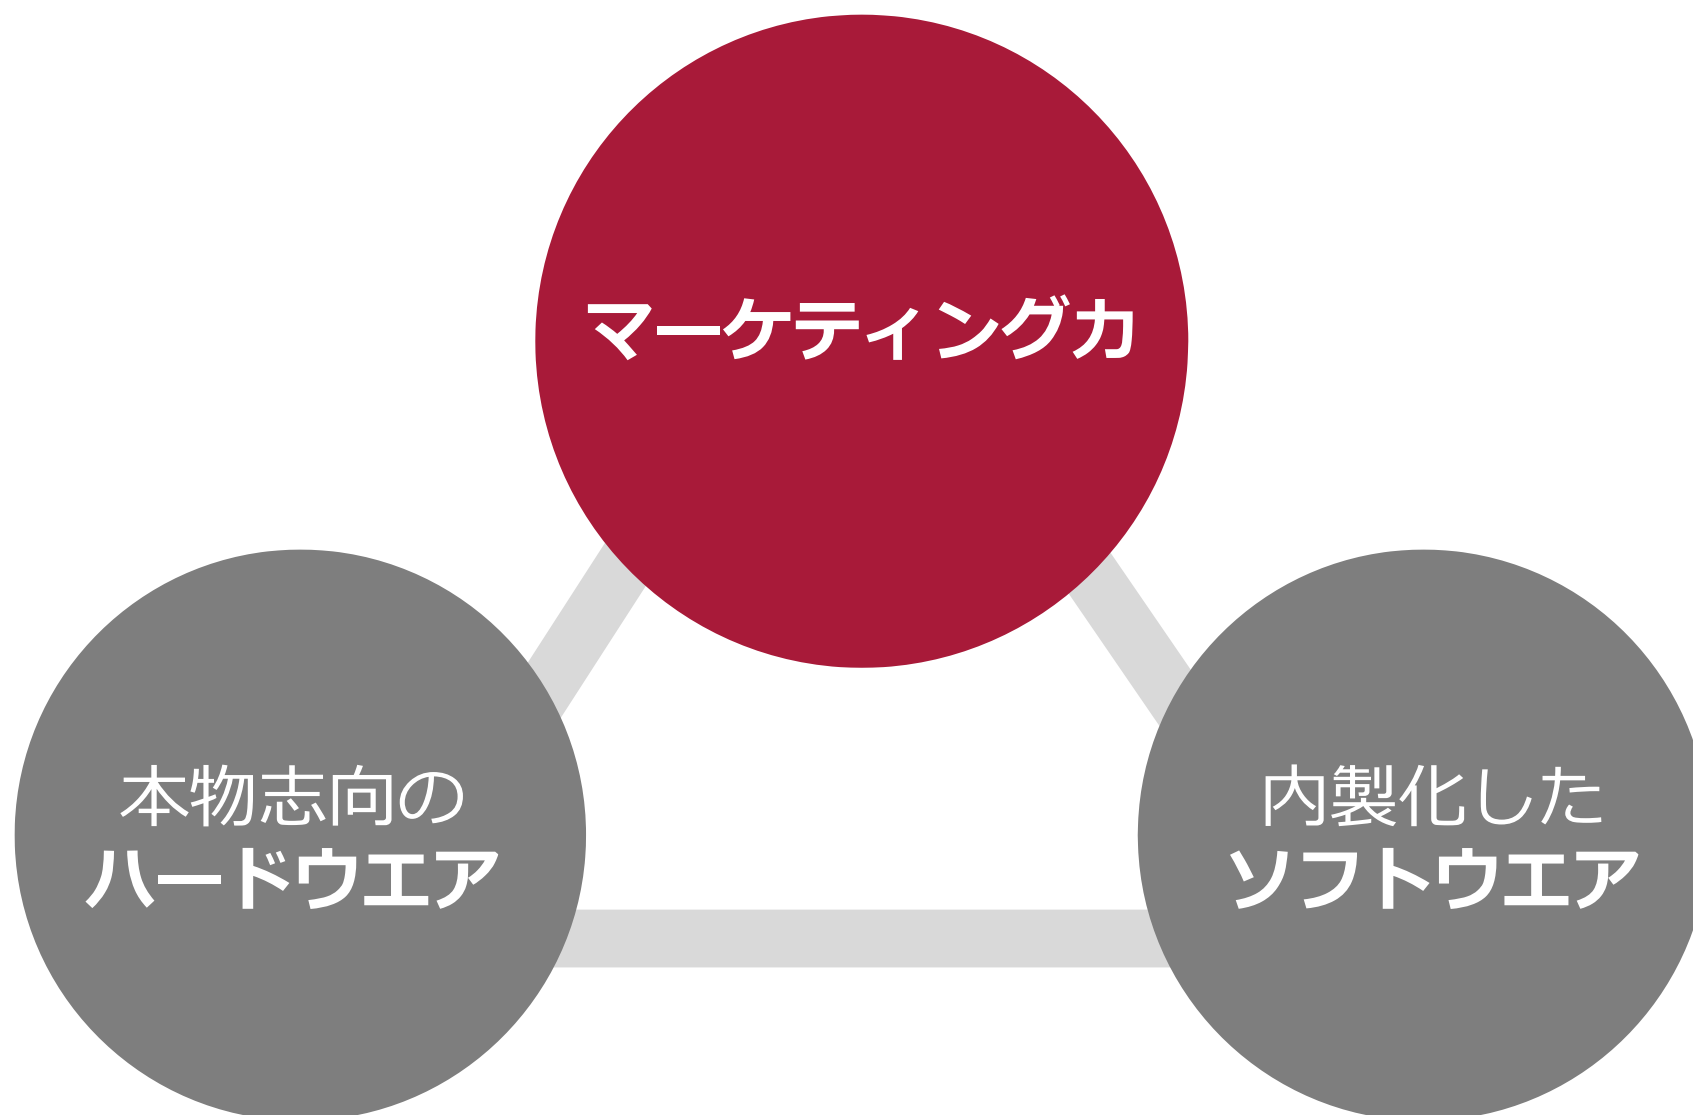 マーケティング力
本物志向の
ハードウエア
内製化した
ソフトウエア